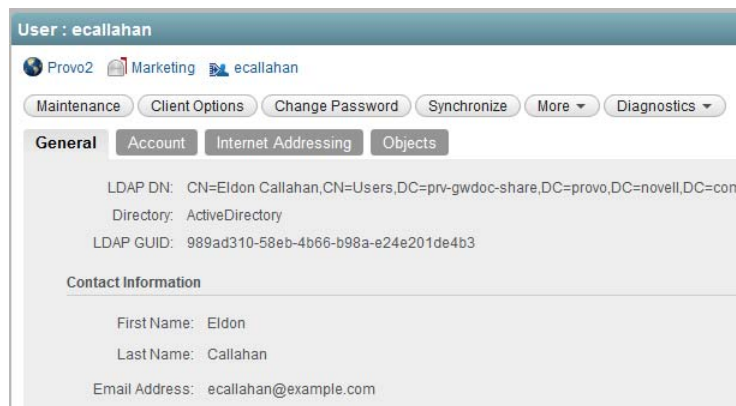 User : ecallahan
Provo2 Marketing ecallahan
Maintenance Client Options Change Password Synchronize More Diagnostics
General Account Internet Addressing Objects
LDAP DN: CN=Eldon Callahan,CN=Users,DC=prv-gwdoc-share,DC=provo,DC=novell,DC=com
Directory: ActiveDirectory
LDAP GUID: 989ad310-58eb-4b66-b98a-e24e201de4b3
Contact Information
First Name: Eldon
Last Name: Callahan
Email Address: ecallahan@example.com